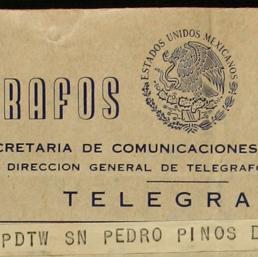 ESTADOS UNIDOS MEXICANOS
RAFOS
CRETARIA DE COMUNICACIONES
DIRECCION GENERAL DE TELEGRAFO
TELEGRA
PDTW SN PEDRO PINOS D